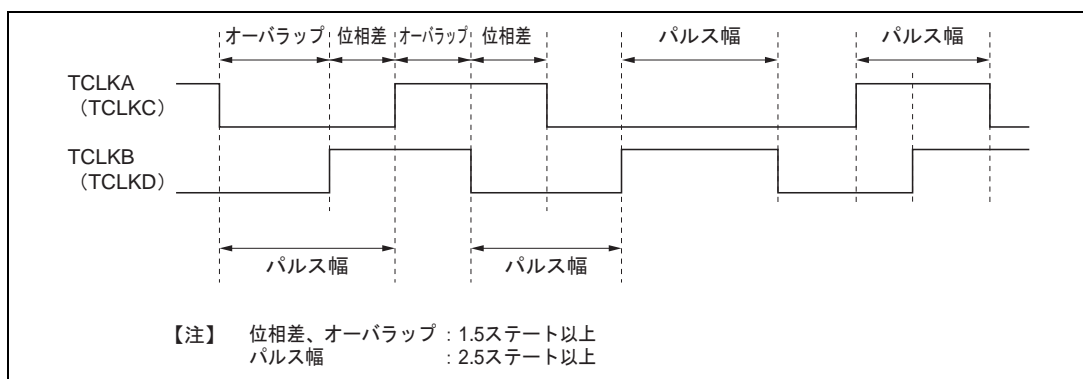 オーバラップ 位相差 オーバラップ 位相差 パルス幅 パルス幅
TCLKA
（TCLKC）
TCLKB
（TCLKD）
パルス幅 パルス幅
【注】 位相差、オーバラップ : 1.5ステート以上
パルス幅 : 2.5ステート以上